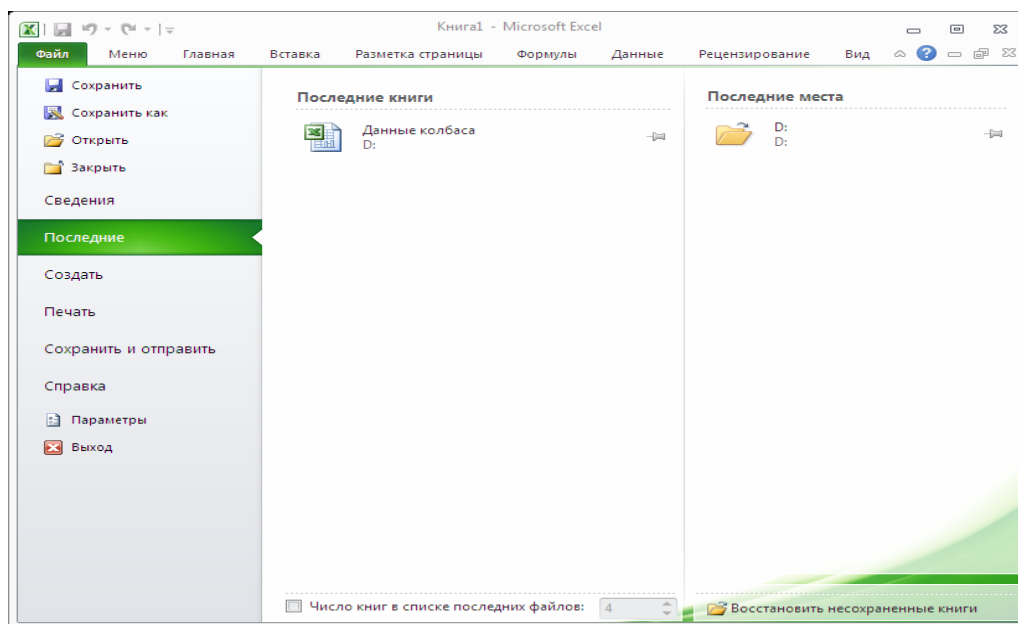 Книга1 - Microsoft Excel
Файл Меню Главная Вставка Разметка страницы Формулы Данные Рецензирование Вид
Сохранить
Сохранить как
Открыть
Закрыть
Сведения
Последние
Создать
Печать
Сохранить и отправить
Справка
Параметры
Выход
Последние книги
Данные колбаса
D:
Число книг в списке последних файлов: 4
Последние места
D:
D:
Восстановить несохраненные книги